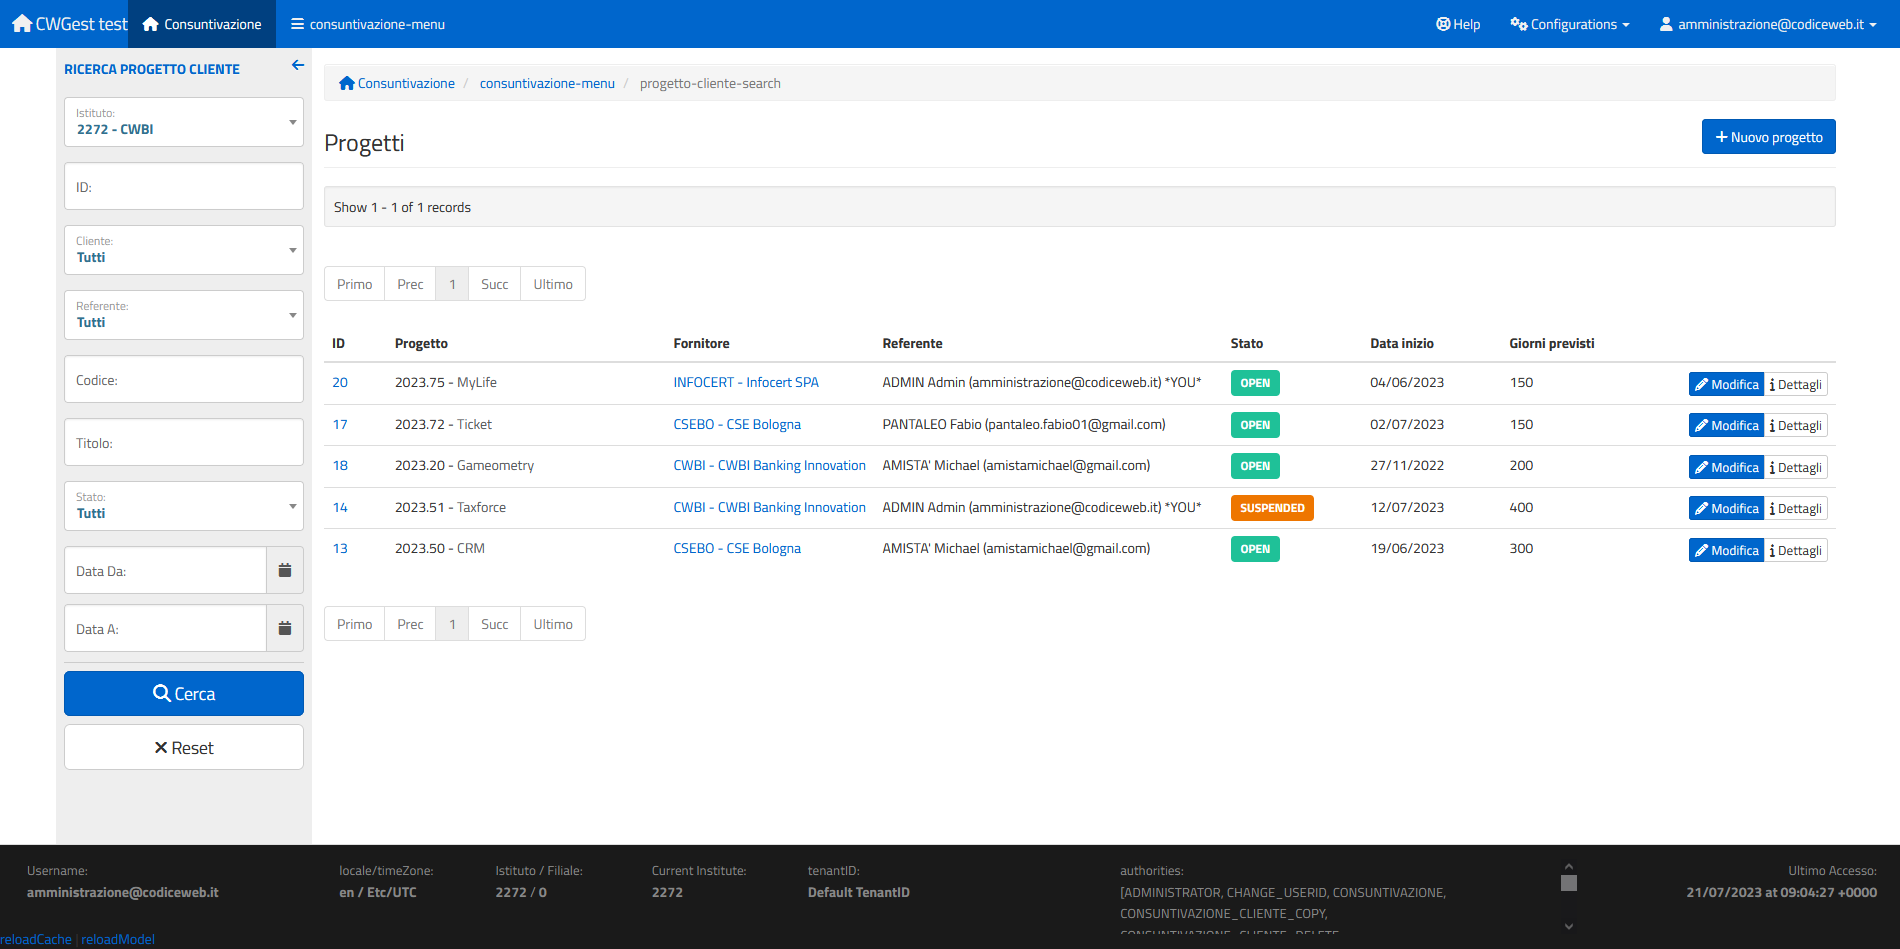 CWGest test Consuntivazione consuntivazione-menu Help Configurations amministrazione@codiceweb.it
RICERCA PROGETTO CLIENTE
Istituto:
2272 - CWBI
ID:
Cliente:
Tutti
Referente:
Tutti
Codice:
Titolo:
Stato:
Tutti
Data Da:
Data A:
Cerca
Reset
Consuntivazione / consuntivazione-menu / progetto-cliente-search
Progetti
Nuovo progetto
Show 1 - 1 of 1 records
Primo Prec 1 Succ Ultimo
ID Progetto Fornitore Referente Stato Data inizio Giorni previsti
20 2023.75 - MyLife INFOCERT - Infocert SPA ADMIN Admin (amministrazione@codiceweb.it) *YOU* OPEN 04/06/2023 150 Modifica Dettagli
17 2023.72 - Ticket CSEBO - CSE Bologna PANTALEO Fabio (pantaleo.fabio01@gmail.com) OPEN 02/07/2023 150 Modifica Dettagli
18 2023.20 - Gameometry CWBI - CWBI Banking Innovation AMISTA' Michael (amistamichael@gmail.com) OPEN 27/11/2022 200 Modifica Dettagli
14 2023.51 - Taxforce CWBI - CWBI Banking Innovation ADMIN Admin (amministrazione@codiceweb.it) *YOU* SUSPENDED 12/07/2023 400 Modifica Dettagli
13 2023.50 - CRM CSEBO - CSE Bologna AMISTA' Michael (amistamichael@gmail.com) OPEN 19/06/2023 300 Modifica Dettagli
Primo Prec 1 Succ Ultimo
Username: locale/timeZone: Istituto / Filiale: Current Institute: tenantID: authorities: Ultimo Accesso:
amministrazione@codiceweb.it en / Etc/UTC 2272 / 0 2272 Default TenantID [ADMINISTRATOR, CHANGE_USERID, CONSUNTIVAZIONE, 21/07/2023 at 09:04:27 +0000
CONSUNTIVAZIONE_CLIENTE_COPY,
CONSUNTIVAZIONE_CLIENTE_DELETE,
reloadCache | reloadModel